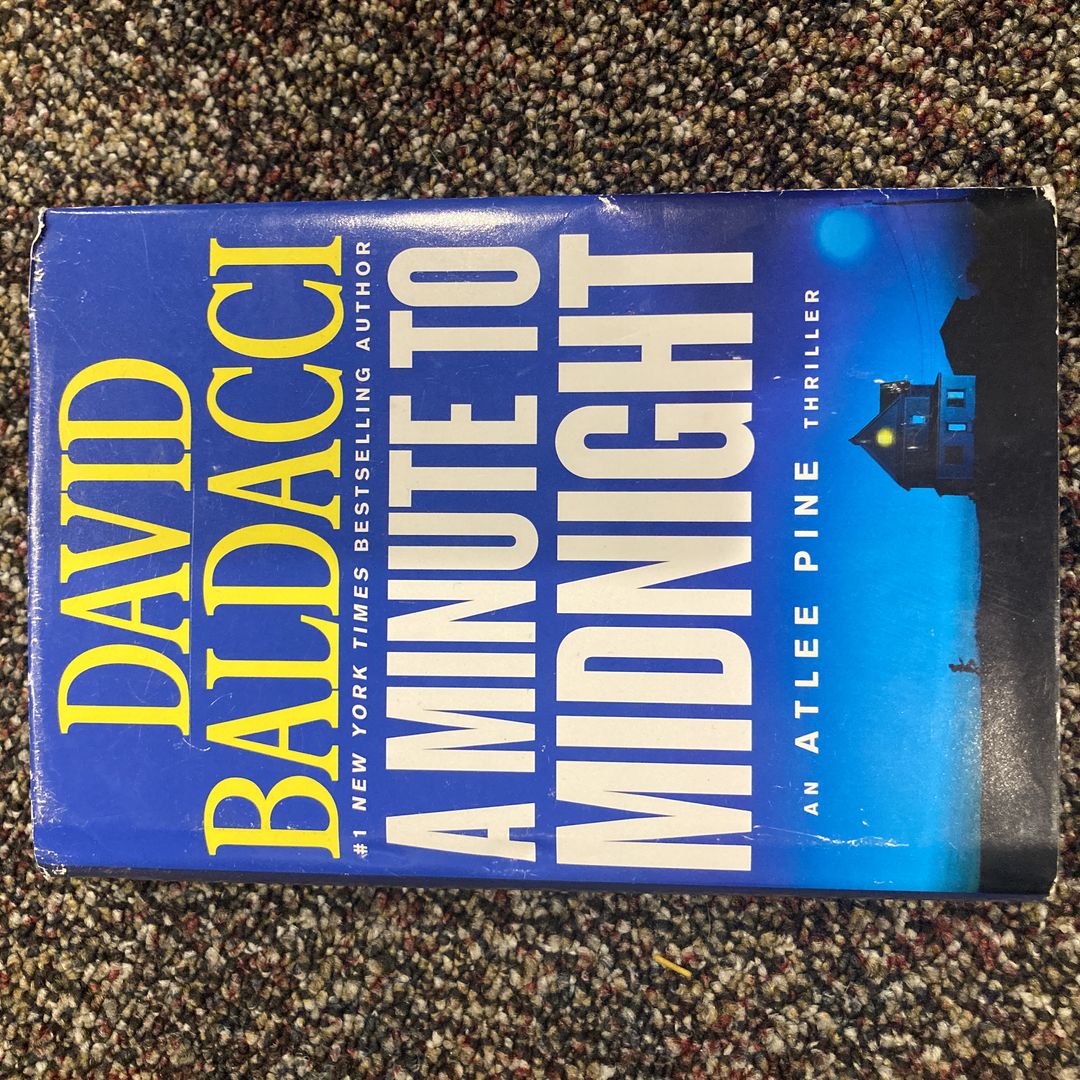 DAVID
BALDACCI
#1 NEW YORK TIMES BESTSELLING AUTHOR
A MINUTE TO
MIDNIGHT
AN ATLEE PINE THRILLER